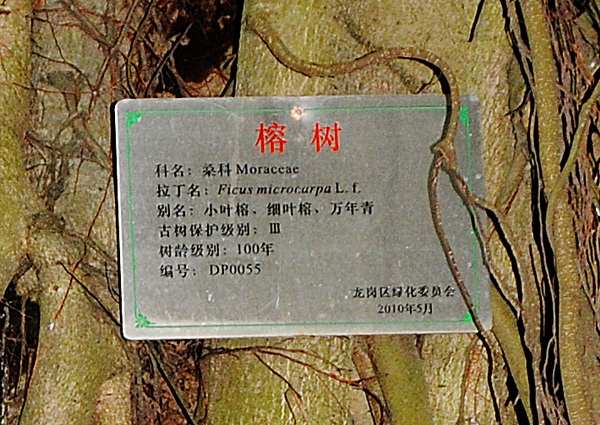 榕树
科名：桑科 Moraceae
拉丁名：Ficus microcarpa L. f.
别名：小叶榕、细叶榕、万年青
古树保护级别：Ⅲ
树龄级别：100年
编号：DP0055
龙岗区绿化委员会
2010年5月